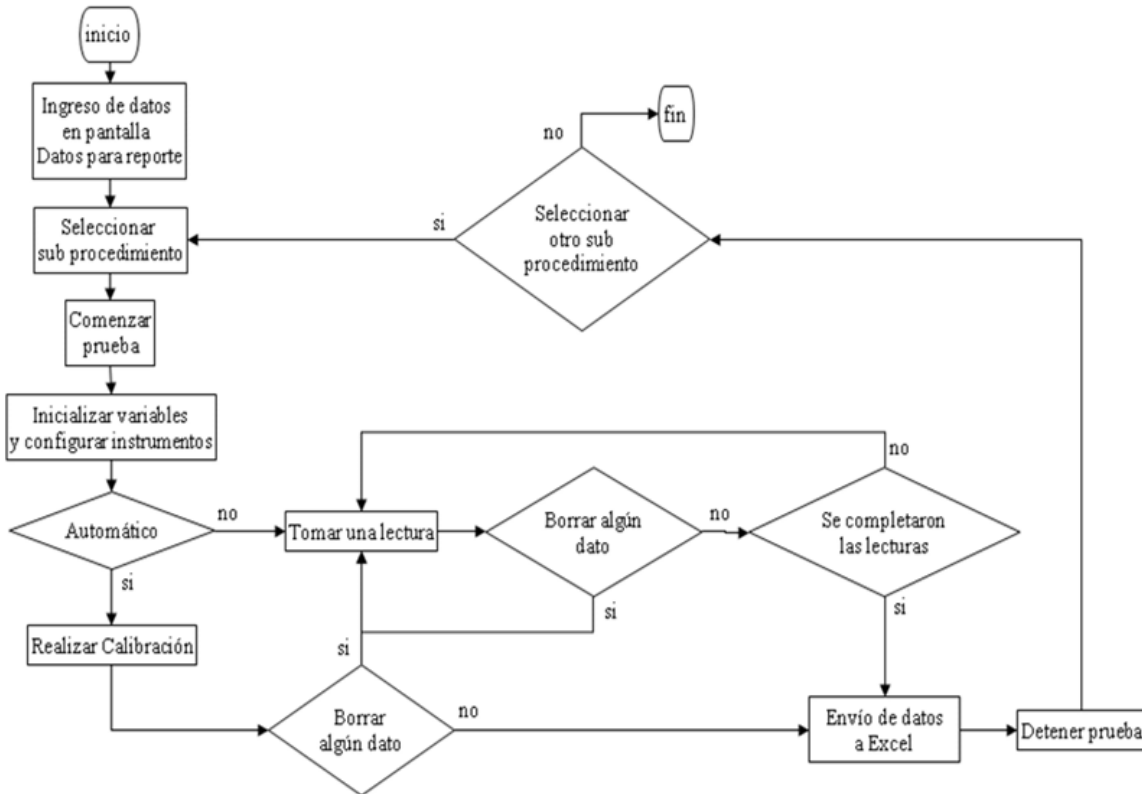 inicio
Ingreso de datos
en pantalla
Datos para reporte
Seleccionar
sub procedimiento
Comenzar
prueba
Inicializar variables
y configurar instrumentos
Automático
no
si
Realizar Calibración
Tomar una lectura
Borrar algún
dato
no
si
Se completaron
las lecturas
no
si
Borrar
algún dato
si
no
Envío de datos
a Excel
Detener prueba
Seleccionar
otro sub
procedimiento
si
no
fin